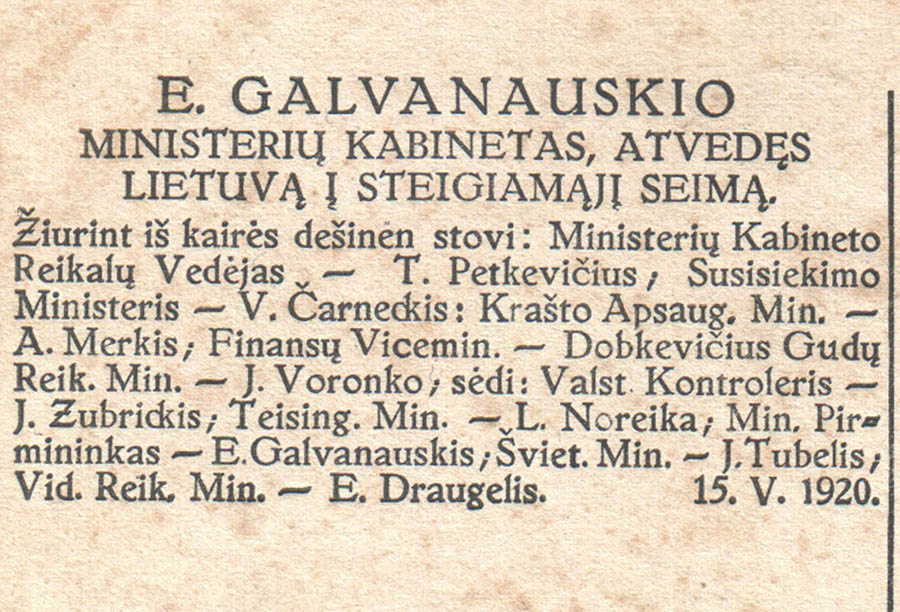 E. GALVANAUSKIO
MINISTERIŲ KABINETAS, ATVEDĘS
LIETUVĄ Į STEIGIAMĄJĮ SEIMĄ.
Žiurint iš kairės dešinėn stovi: Ministerių Kabineto
Reikalų Vedėjas — T. Petkevičius; Susisiekimo
Ministeris — V. Čarneckis: Krašto Apsaug. Min. —
A. Merkis; Finansų Vicemin. — Dobkevičius Gudų
Reik. Min. — J. Voronko; sėdi: Valst. Kontroleris —
J. Zubrickis; Teising. Min. — L. Noreika; Min. Pir-
mininkas — E. Galvanauskis; Šviet. Min. — J. Tubelis;
Vid. Reik. Min. — E. Draugelis. 15. V. 1920.